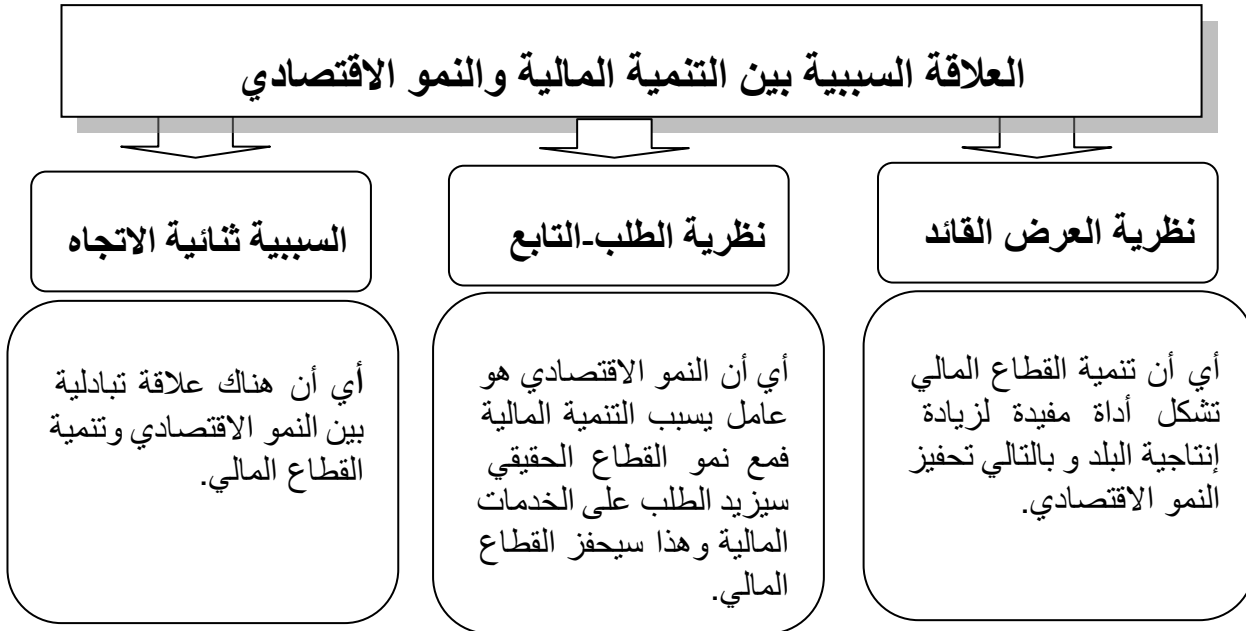 العلاقة السببية بين التنمية المالية والنمو الاقتصادي
نظرية العرض القائد
أي أن تنمية القطاع المالي
تشكل أداة مفيدة لزيادة
إنتاجية البلد و بالتالي تحفيز
النمو الاقتصادي.
نظرية الطلب-التابع
أي أن النمو الاقتصادي هو
عامل يسبب التنمية المالية
فمع نمو القطاع الحقيقي
سيزيد الطلب على الخدمات
المالية وهذا سيحفز القطاع
المالي.
السببية ثنائية الاتجاه
أي أن هناك علاقة تبادلية
بين النمو الاقتصادي وتنمية
القطاع المالي.